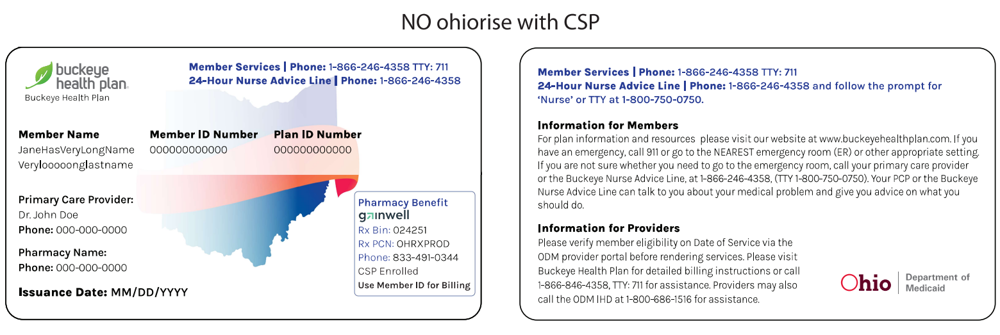 NO ohiorise with CSP
buckeye
health plan®
Buckeye Health Plan
Member Services | Phone: 1-866-246-4358 TTY: 711
24-Hour Nurse Advice Line | Phone: 1-866-246-4358
Member Name
JaneHasVeryLongName
Verylooooonglastname
Member ID Number
000000000000
Plan ID Number
000000000000
Primary Care Provider:
Dr. John Doe
Phone: 000-000-0000
Pharmacy Name:
Phone: 000-000-0000
Issuance Date: MM/DD/YYYY
Pharmacy Benefit
gainwell
Rx Bin: 024251
Rx PCN: OHRXPROD
Phone: 833-491-0344
CSP Enrolled
Use Member ID for Billing
Member Services | Phone: 1-866-246-4358 TTY: 711
24-Hour Nurse Advice Line | Phone: 1-866-246-4358 and follow the prompt for
‘Nurse’ or TTY at 1-800-750-0750.
Information for Members
For plan information and resources please visit our website at www.buckeyehealthplan.com. If you
have an emergency, call 911 or go to the NEAREST emergency room (ER) or other appropriate setting.
If you are not sure whether you need to go to the emergency room, call your primary care provider
or the Buckeye Nurse Advice Line, at 1-866-246-4358, (TTY 1-800-750-0750). Your PCP or the Buckeye
Nurse Advice Line can talk to you about your medical problem and give you advice on what you
should do.
Information for Providers
Please verify member eligibility on Date of Service via the
ODM provider portal before rendering services. Please visit
Buckeye Health Plan for detailed billing instructions or call
1-866-846-4358, TTY: 711 for assistance. Providers may also
call the ODM IHD at 1-800-686-1516 for assistance.
Ohio
Department of
Medicaid